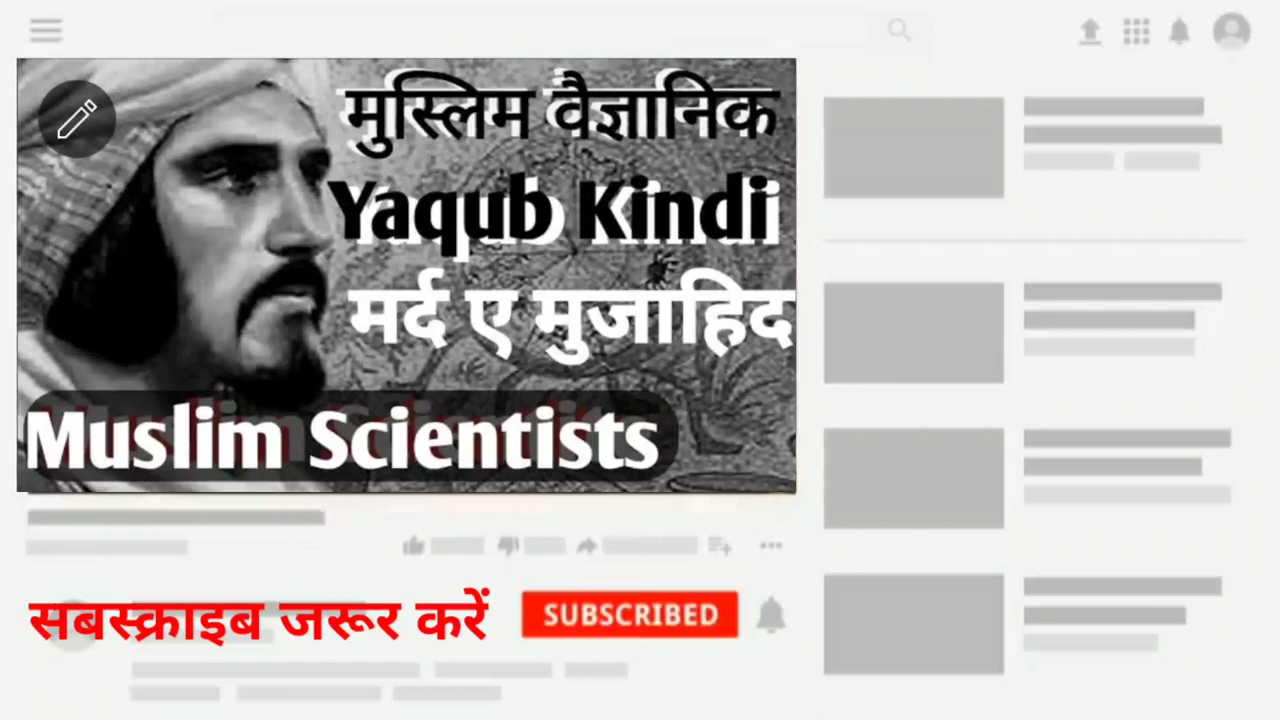 मुस्लिम वैज्ञानिक
Yaqub Kindi
मर्द ए मुजाहिद
Muslim Scientists
सबस्क्राइब जरूर करें
SUBSCRIBED